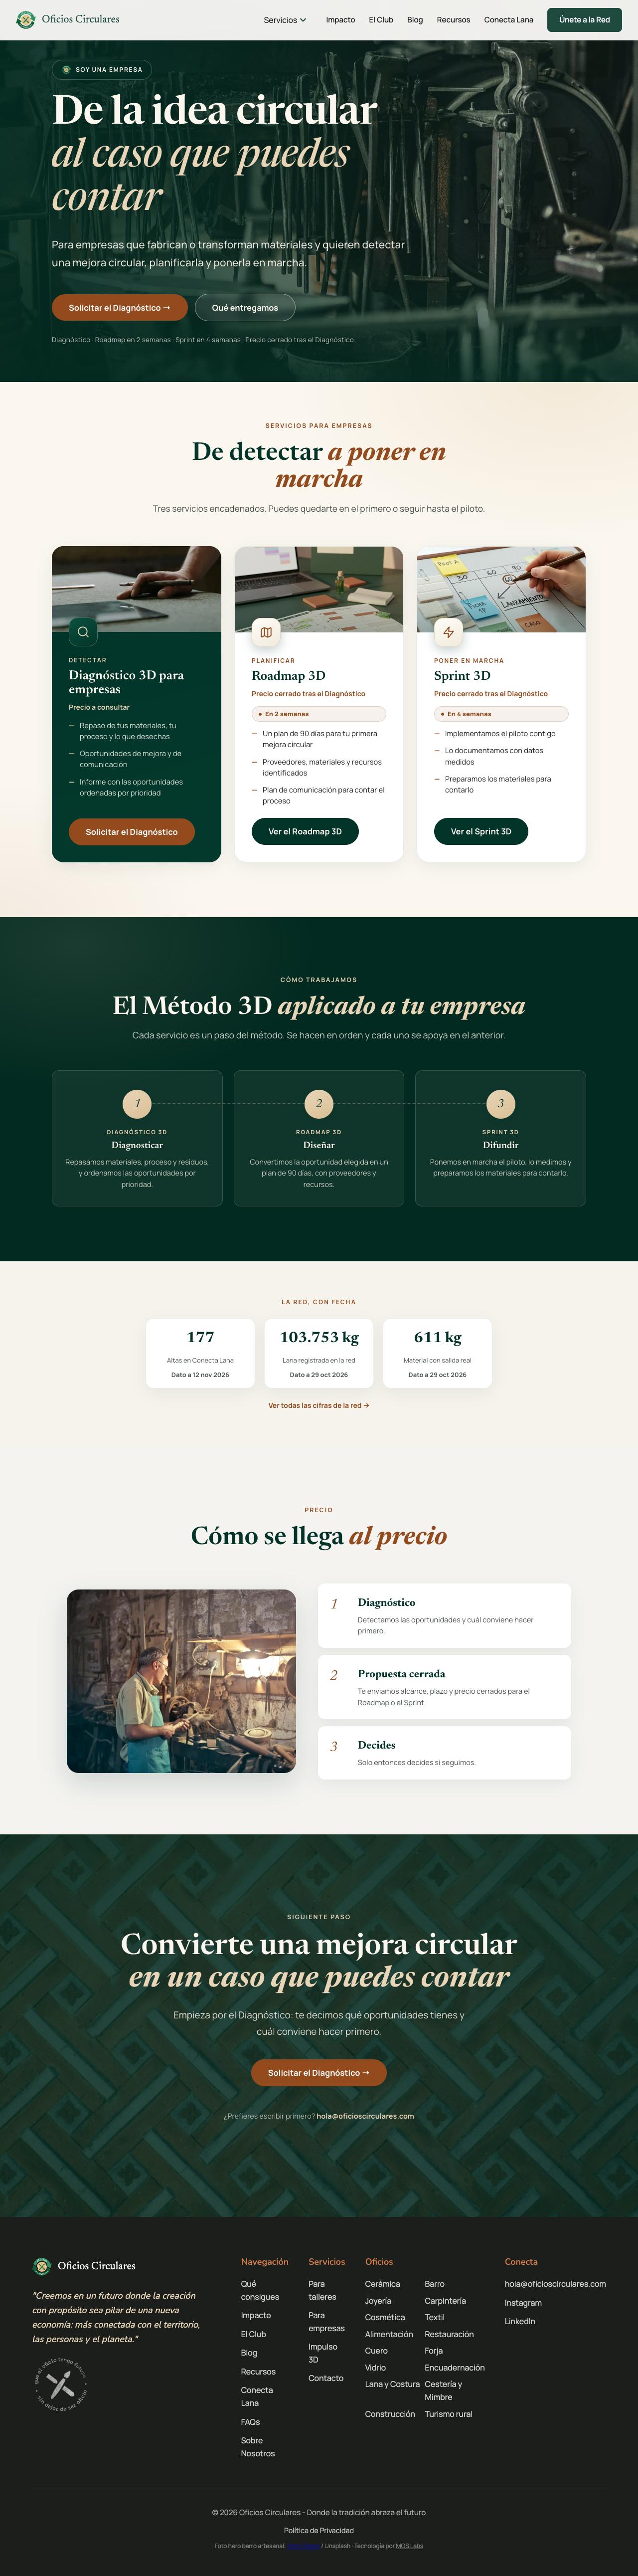 Oficios Circulares
Servicios
Impacto
El Club
Blog
Recursos
Conecta Lana
Únete a la Red
SOY UNA EMPRESA
De la idea circular
al caso que puedes
contar
Para empresas que fabrican o transforman materiales y quieren detectar
una mejora circular, planificarla y ponerla en marcha.
Solicitar el Diagnóstico →
Qué entregamos
Diagnóstico · Roadmap en 2 semanas · Sprint en 4 semanas · Precio cerrado tras el Diagnóstico
SERVICIOS PARA EMPRESAS
De detectar a poner en
marcha
Tres servicios encadenados. Puedes quedarte en el primero o seguir hasta el piloto.
DETECTAR
Diagnóstico 3D para
empresas
Precio a consultar
— Repaso de tus materiales, tu
proceso y lo que desechas
— Oportunidades de mejora y de
comunicación
— Informe con las oportunidades
ordenadas por prioridad
Solicitar el Diagnóstico
PLANIFICAR
Roadmap 3D
Precio cerrado tras el Diagnóstico
En 2 semanas
— Un plan de 90 días para tu primera
mejora circular
— Proveedores, materiales y recursos
identificados
— Plan de comunicación para contar el
proceso
Ver el Roadmap 3D
30
60
90
CASO
PONER EN MARCHA
Sprint 3D
Precio cerrado tras el Diagnóstico
En 4 semanas
— Implementamos el piloto contigo
— Lo documentamos con datos
medidos
— Preparamos los materiales para
contarlo
Ver el Sprint 3D
CÓMO TRABAJAMOS
El Método 3D aplicado a tu empresa
Cada servicio es un paso del método. Se hacen en orden y cada uno se apoya en el anterior.
1
DIAGNÓSTICO 3D
Diagnosticar
Repasamos materiales, proceso y residuos,
y ordenamos las oportunidades por
prioridad.
2
ROADMAP 3D
Diseñar
Convertimos la oportunidad elegida en un
plan de 90 días, con proveedores y
recursos.
3
SPRINT 3D
Difundir
Ponemos en marcha el piloto, lo medimos y
preparamos los materiales para contarlo.
LA RED, CON FECHA
177
Altas en Conecta Lana
Dato a 12 nov 2026
103.753 kg
Lana registrada en la red
Dato a 29 oct 2026
611 kg
Material con salida real
Dato a 29 oct 2026
Ver todas las cifras de la red →
PRECIO
Cómo se llega al precio
1
Diagnóstico
Detectamos las oportunidades y cuál conviene hacer
primero.
2
Propuesta cerrada
Te enviamos alcance, plazo y precio cerrados para el
Roadmap o el Sprint.
3
Decides
Solo entonces decides si seguimos.
SIGUIENTE PASO
Convierte una mejora circular
en un caso que puedes contar
Empieza por el Diagnóstico: te decimos qué oportunidades tienes y
cuál conviene hacer primero.
Solicitar el Diagnóstico →
¿Prefieres escribir primero? hola@oficioscirculares.com
Oficios Circulares
"Creemos en un futuro donde la creación
con propósito sea pilar de una nueva
economía: más conectada con el territorio,
las personas y el planeta."
Navegación
Qué
consigues
Impacto
El Club
Blog
Recursos
Conecta
Lana
FAQs
Sobre
Nosotros
Servicios
Para
talleres
Para
empresas
Impulso
3D
Contacto
Oficios
Cerámica
Barro
Joyería
Carpintería
Cosmética
Textil
Alimentación
Restauración
Cuero
Forja
Vidrio
Encuadernación
Lana y Costura
Cestería y
Mimbre
Construcción
Turismo rural
Conecta
hola@oficioscirculares.com
Instagram
LinkedIn
© 2026 Oficios Circulares - Donde la tradición abraza el futuro
Política de Privacidad
Foto hero barro artesanal:
/ Unsplash · Tecnología por MOS Labs